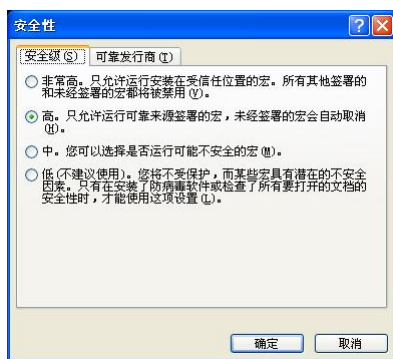 安全性
安全级(S) 可靠发行商(T)
非常高。只允许运行安装在受信任位置的宏。所有其他签署的
和未经签署的宏都将被禁用(V)。
高。只允许运行可靠来源签署的宏，未经签署的宏会自动取消
(H)。
中。您可以选择是否运行可能不安全的宏(M)。
低(不建议使用)。您将不受保护，而某些宏具有潜在的不安全
因素。只有在安装了防病毒软件或检查了所有要打开的文档的
安全性时，才能使用这项设置(L)。
确定 取消